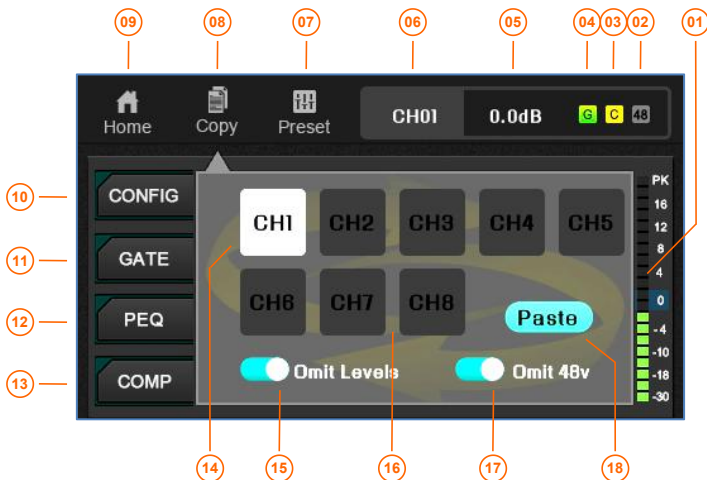 09 08 07 06 05 04 03 02 01
Home Copy Preset CH01 0.0dB G C 48
PK
10 CONFIG 16
CH1 CH2 CH3 CH4 CH5 12
8
11 GATE 4
CH6 CH7 CH8 0
12 PEQ Paste -4
-10
13 COMP Omit Levels Omit 48v -18
-30
14 15 16 17 18